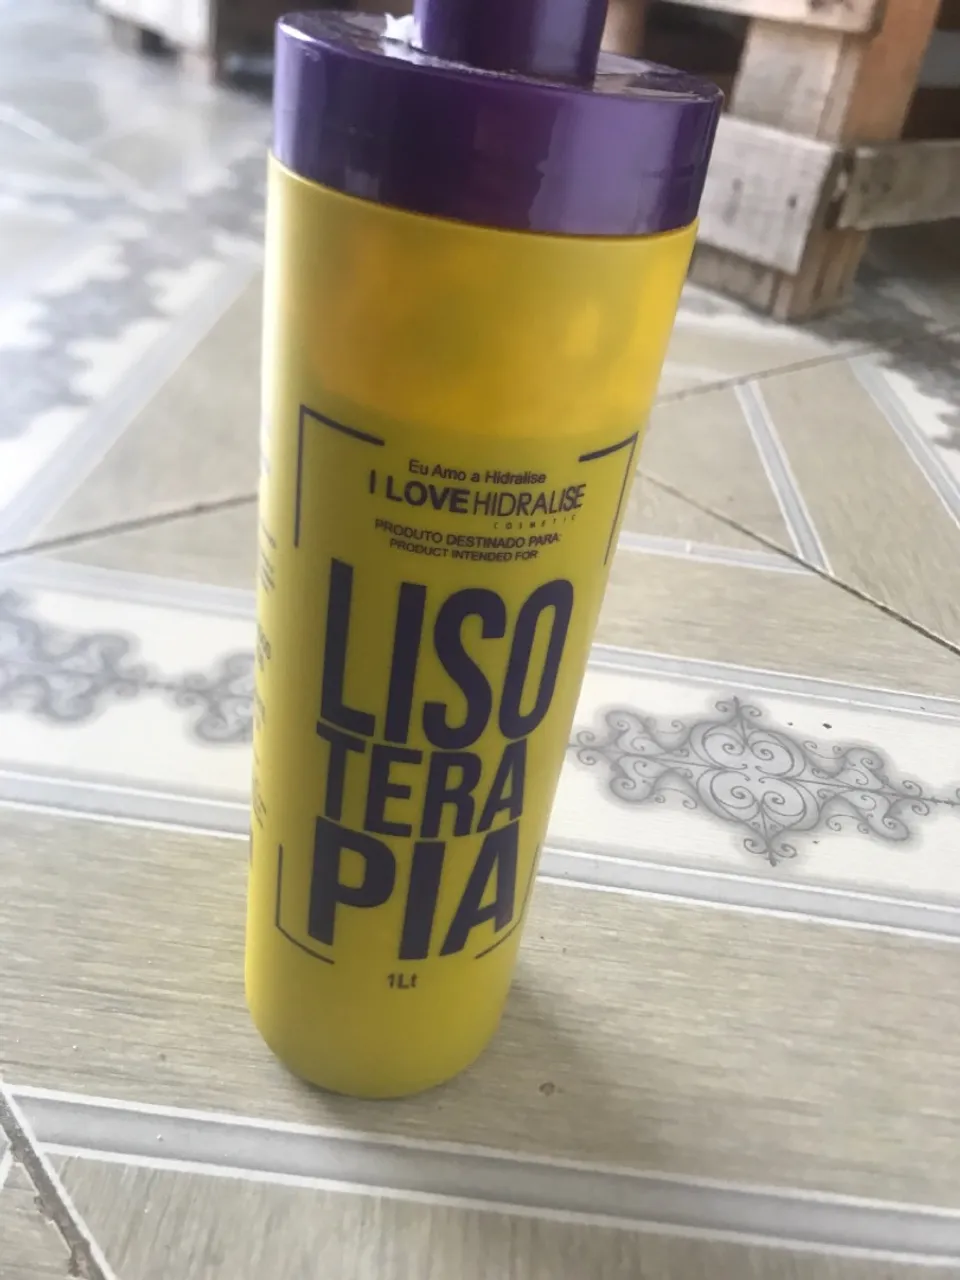 Eu Amo a Hidralise
I LOVE HIDRALISE
COSMETIC
PRODUTO DESTINADO PARA:
PRODUCT INTENDED FOR
LISO
TERA
PIA
1Lt